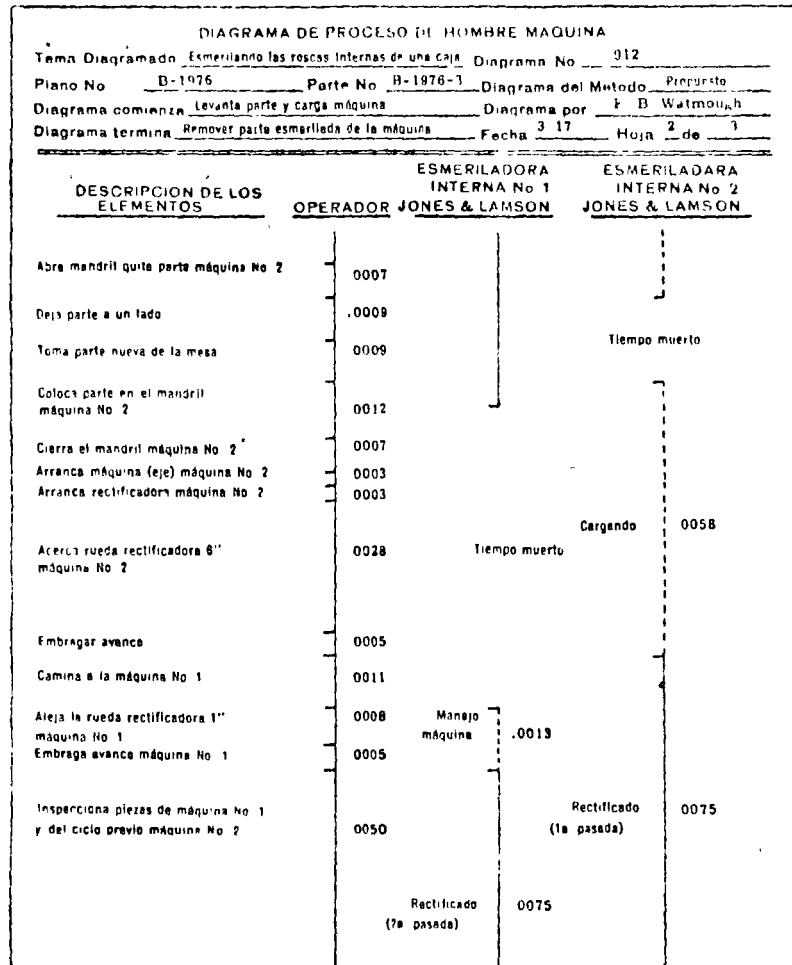 DIAGRAMA DE PROCESO DE HOMBRE MAQUINA
Tema Diagramado Esmerilando las roscas internas de una caja Diagrama No 012
Plano No B-1976 Parte No B-1976-1 Diagrama del Metodo Propuesto
Diagrama comienza Levanta parte y carga máquina Diagrama por B Watmough
Diagrama termina Remover parte esmerilada de la máquina Fecha 3 17 Hoja 2 de 3
DESCRIPCION DE LOS ELEMENTOS OPERADOR ESMERILADORA INTERNA No 1 JONES & LAMSON ESMERILADARA INTERNA No 2 JONES & LAMSON
Abre mandril quita parte máquina No 2 0007
Deja parte a un lado .0009
Tiempo muerto
Toma parte nueva de la mesa 0009
Coloca parte en el mandril
máquina No 2 0012
Cierra el mandril máquina No 2 0007
Arranca máquina (eje) máquina No 2 0003
Arranca rectificadora máquina No 2 0003
Cargando 0058
Acerca rueda rectificadora 6" 0028 Tiempo muerto
máquina No 2
Embragar avance 0005
Camina a la máquina No 1 0011
Aleja la rueda rectificadora 1" 0008 Manejo
máquina No 1 máquina .0013
Embraga avance máquina No 1 0005
Inspecciona piezas de máquina No 1 Rectificado 0075
y del ciclo previo máquina No 2 0050 (1a pasada)
Rectificado 0075
(2a pasada)